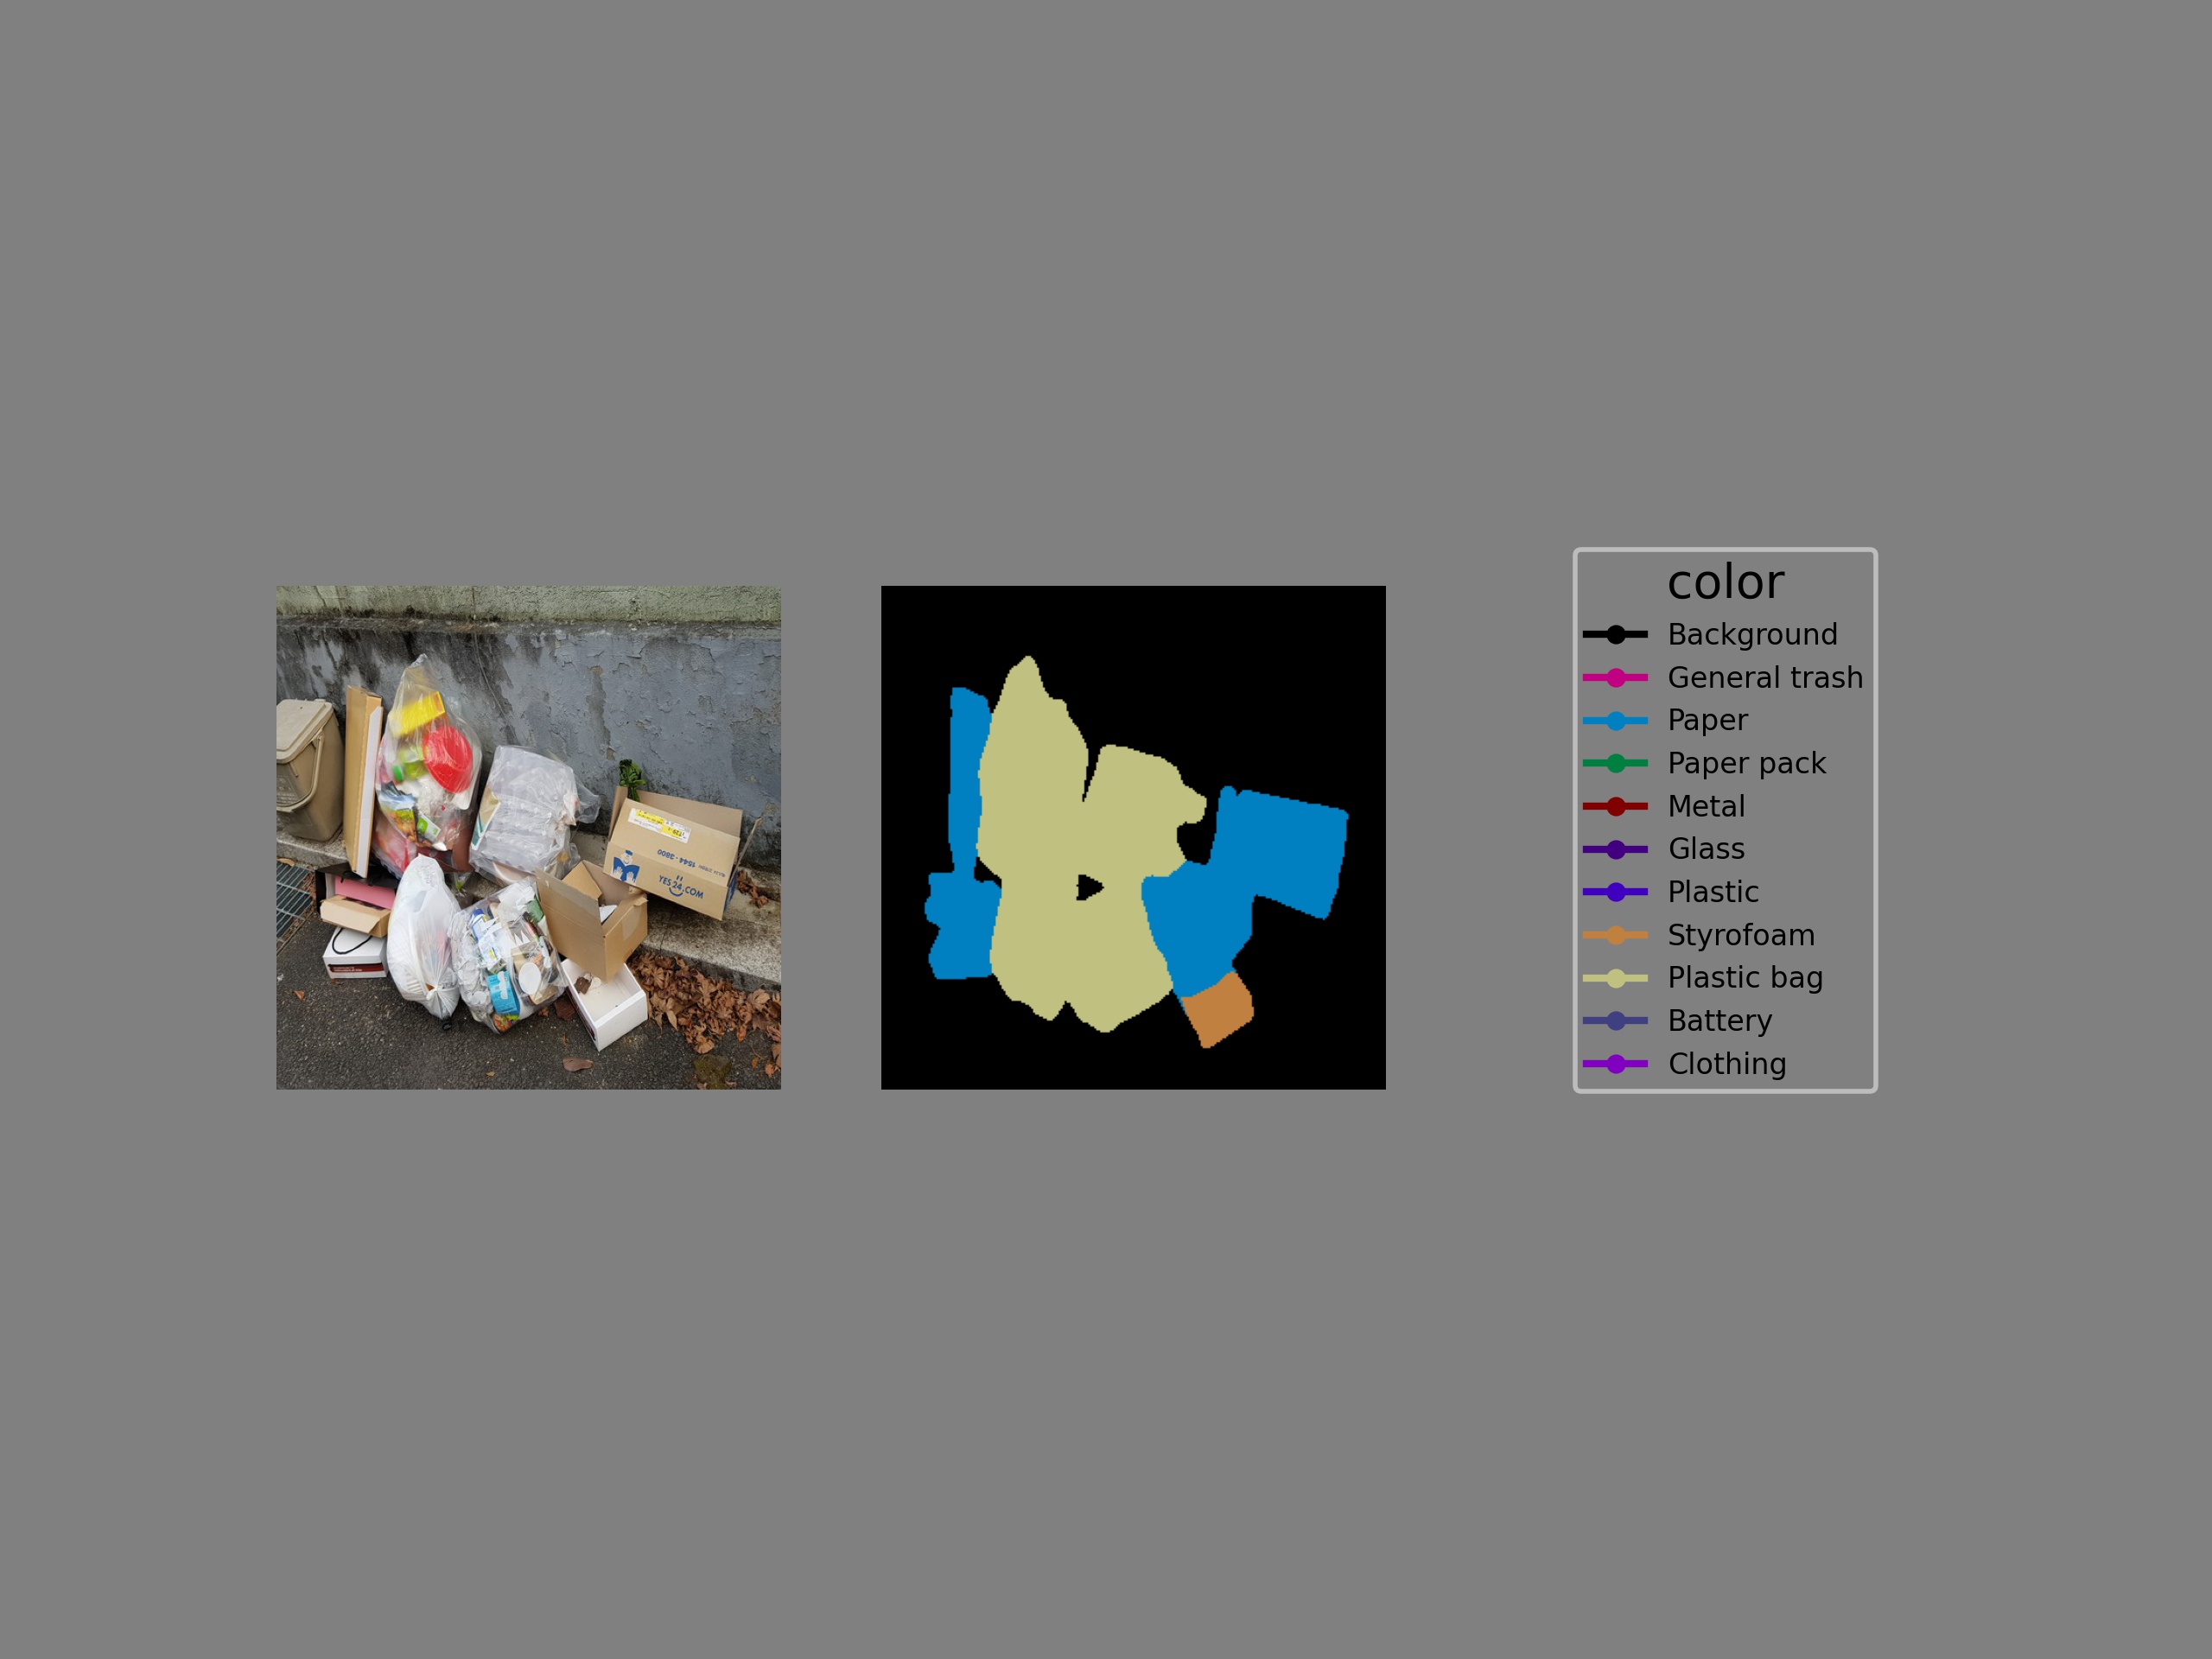 1544 - 3800
YES24.COM
color
Background
General trash
Paper
Paper pack
Metal
Glass
Plastic
Styrofoam
Plastic bag
Battery
Clothing